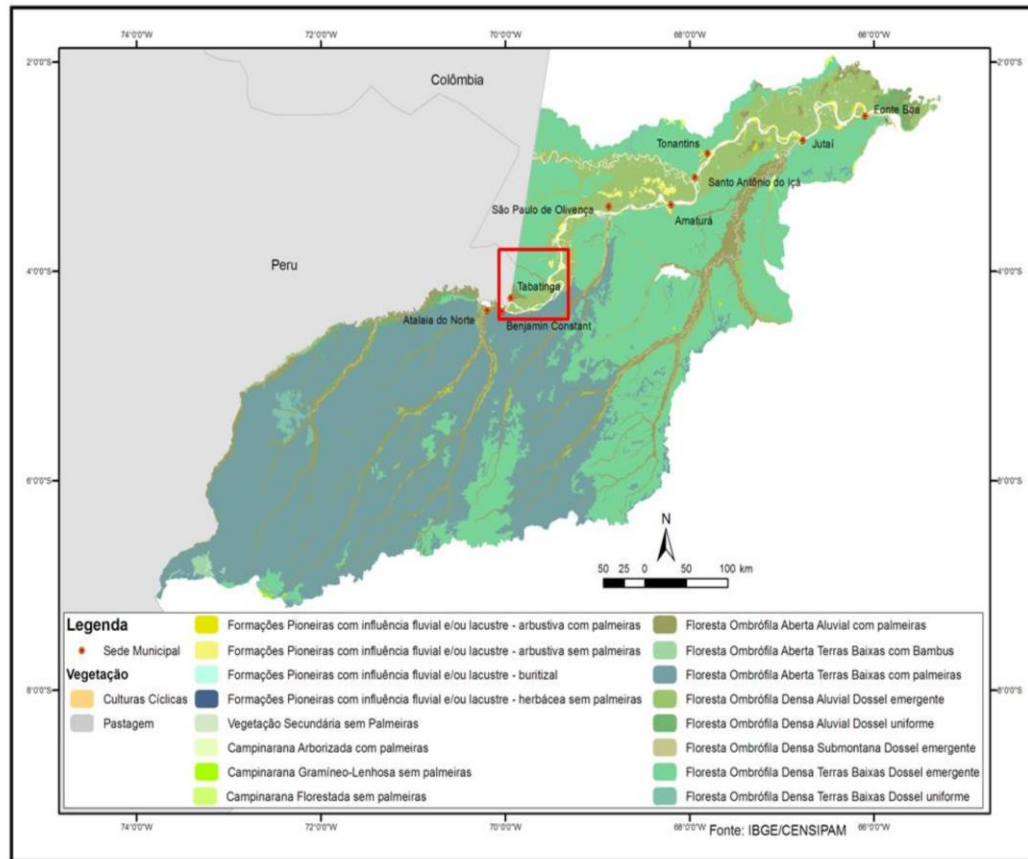 74°0'0"W 72°0'0"W 70°0'0"W 68°0'0"W 66°0'0"W
2°0'0"S 2°0'0"S
Colômbia
Fonte Boa
Tonantins
Jutaí
Santo Antônio do Içá
São Paulo de Olivença
Amaturá
Peru
4°0'0"S 4°0'0"S
Tabatinga
Atalaia do Norte
Benjamin Constant
6°0'0"S 6°0'0"S
N
50 25 0 50 100 km
Legenda
Sede Municipal
Vegetação
Culturas Cíclicas
Pastagem
Formações Pioneiras com influência fluvial e/ou lacustre - arbustiva com palmeiras
Formações Pioneiras com influência fluvial e/ou lacustre - arbustiva sem palmeiras
Formações Pioneiras com influência fluvial e/ou lacustre - buritizal
Formações Pioneiras com influência fluvial e/ou lacustre - herbácea sem palmeiras
Vegetação Secundária sem Palmeiras
Campinarana Arborizada com palmeiras
Campinarana Gramíneo-Lenhosa sem palmeiras
Campinarana Florestada sem palmeiras
Floresta Ombrófila Aberta Aluvial com palmeiras
Floresta Ombrófila Aberta Terras Baixas com Bambus
Floresta Ombrófila Aberta Terras Baixas com palmeiras
Floresta Ombrófila Densa Aluvial Dossel emergente
Floresta Ombrófila Densa Aluvial Dossel uniforme
Floresta Ombrófila Densa Submontana Dossel emergente
Floresta Ombrófila Densa Terras Baixas Dossel emergente
Floresta Ombrófila Densa Terras Baixas Dossel uniforme
8°0'0"S 8°0'0"S
74°0'0"W 72°0'0"W 70°0'0"W 68°0'0"W 66°0'0"W
Fonte: IBGE/CENSIPAM